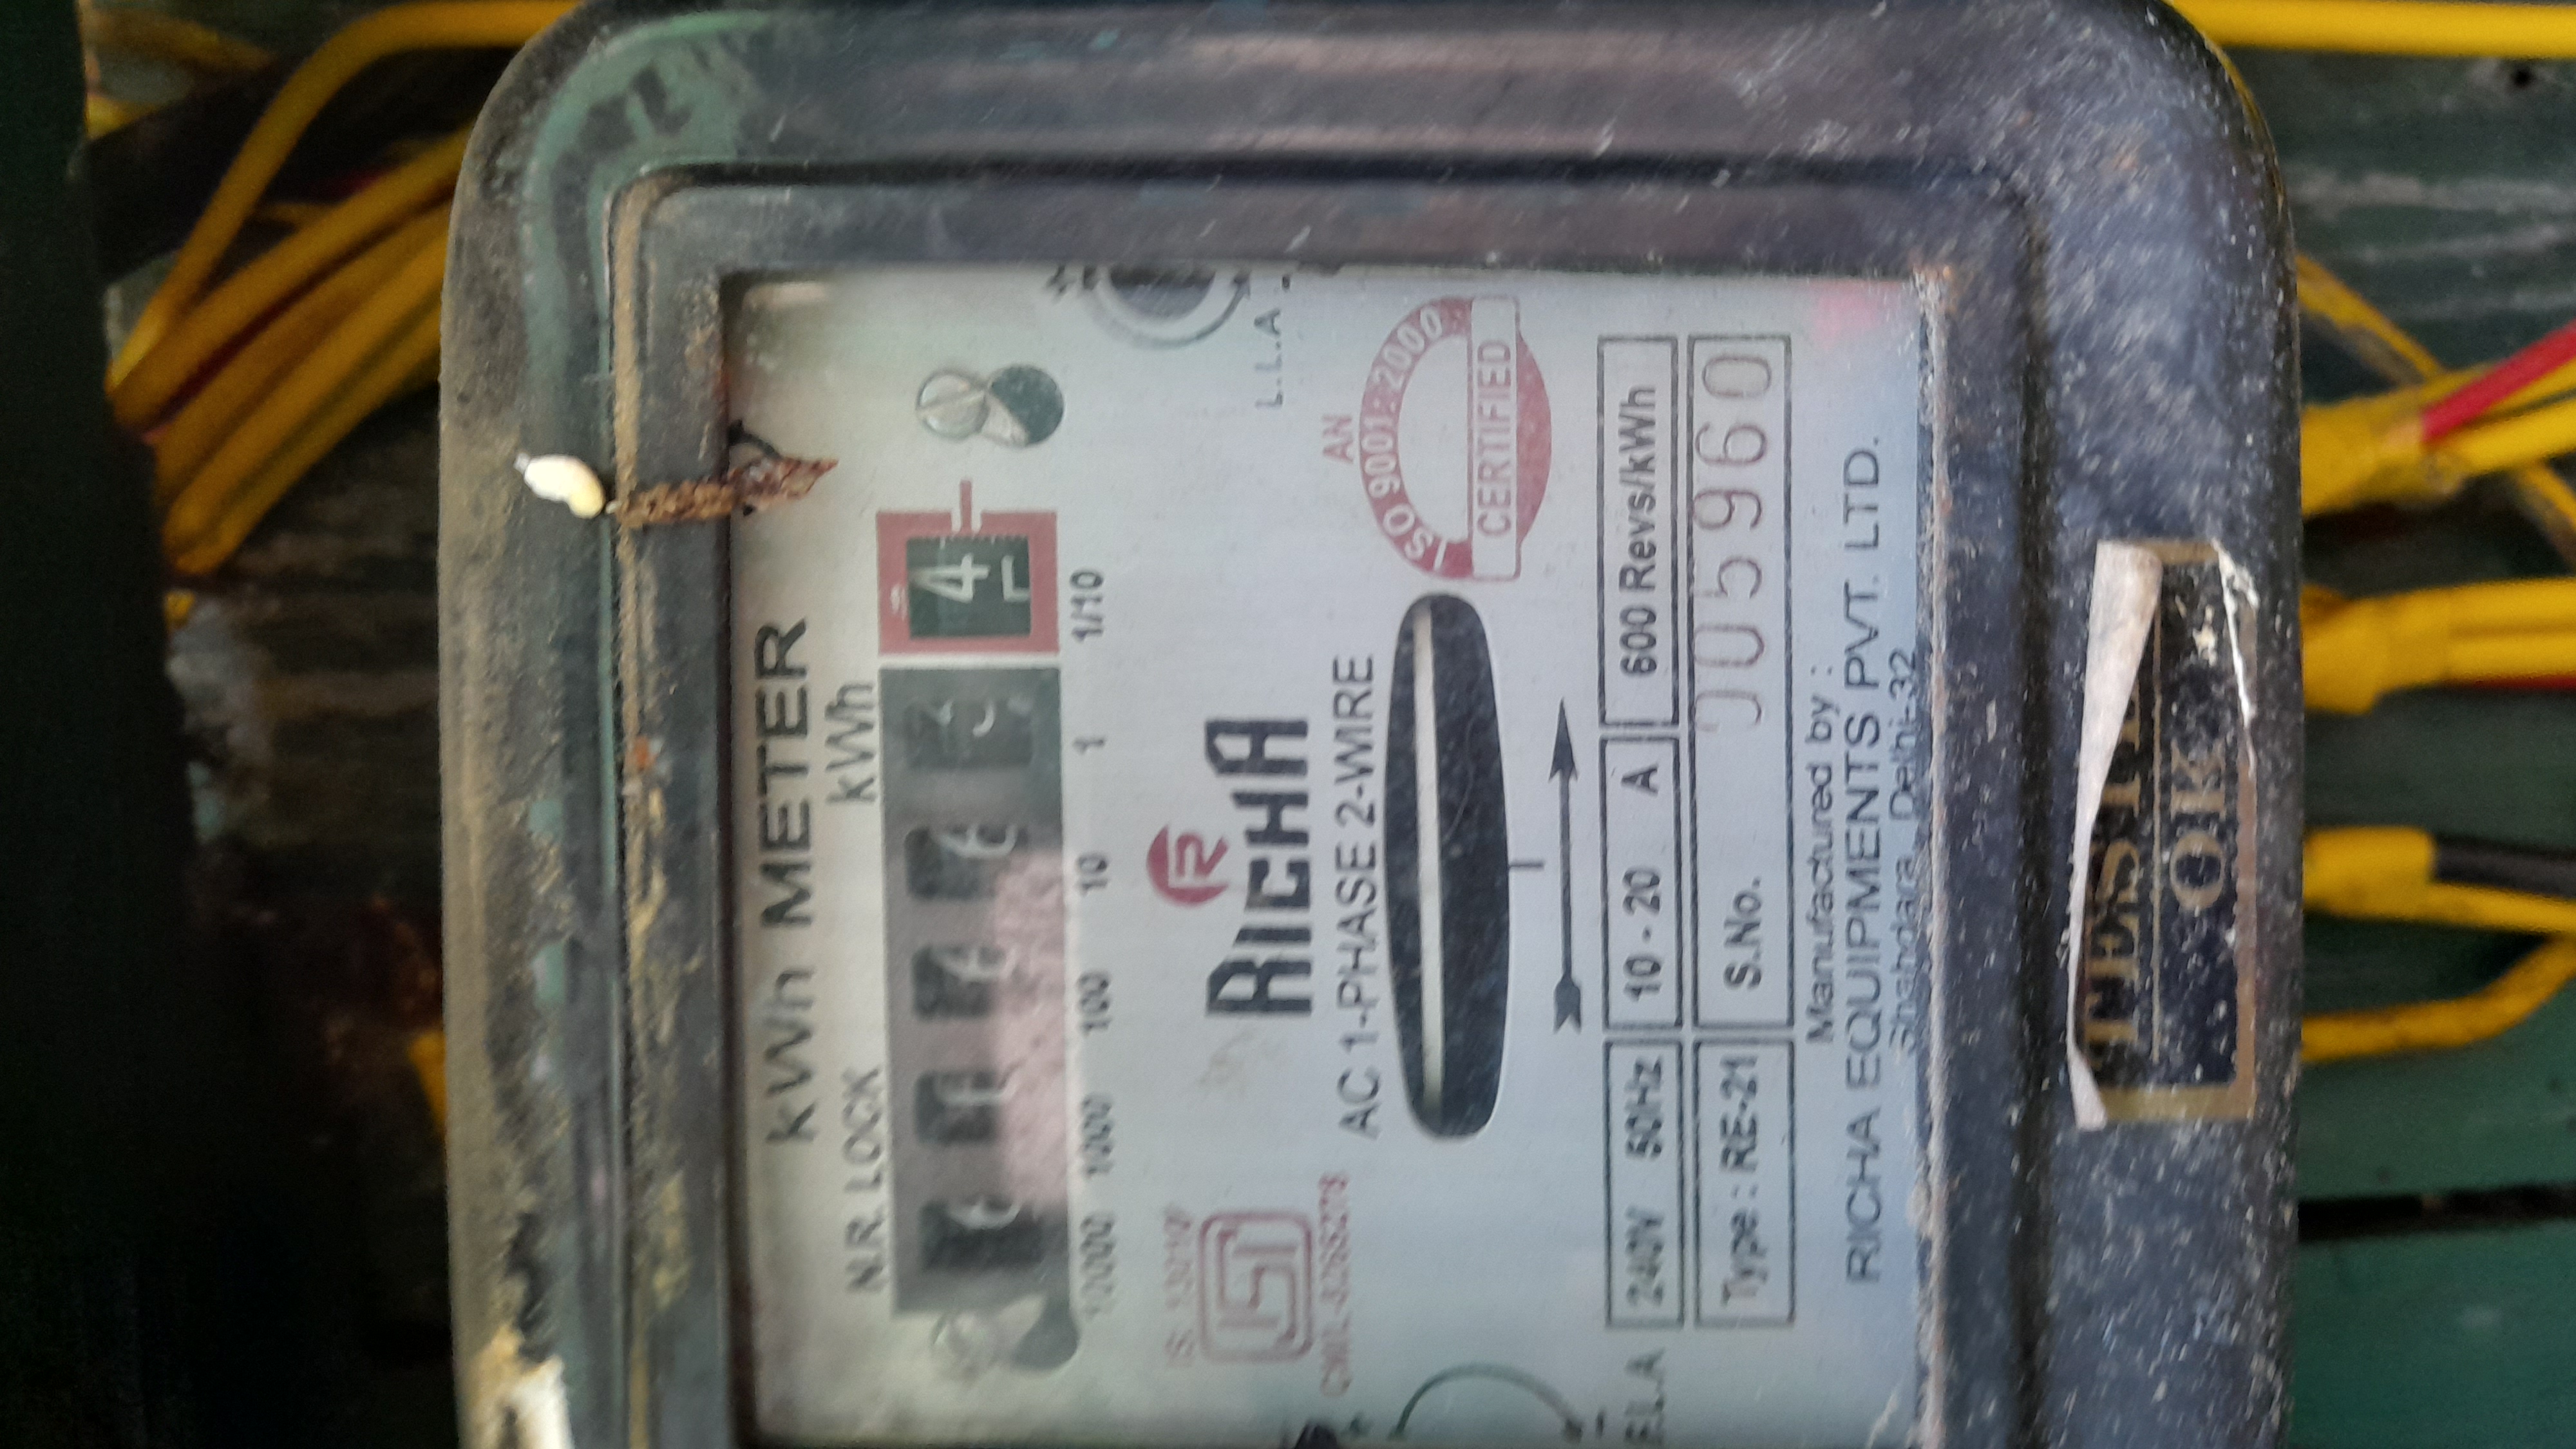 kWh METER
N.R. LOCK kWh
4
10000 1000 100 10 1 1/10
R
RICHA
L.L.A
AC 1-PHASE 2-WIRE
AN
ISO 9001:2000
CERTIFIED
240V 50Hz 10 - 20 A 600 Revs/kWh
Type : RE-21 S.No. 005960
Manufactured by :
RICHA EQUIPMENTS PVT. LTD.
Shahdara, Delhi-32
OK